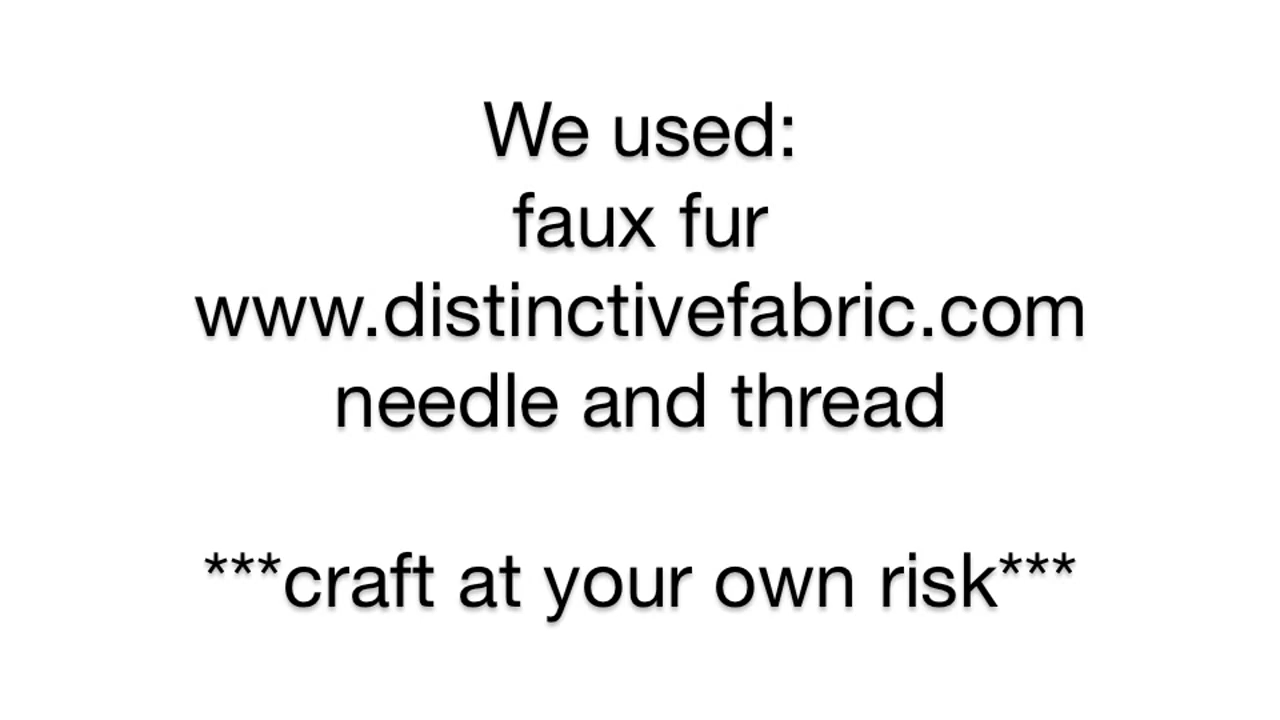 We used:
faux fur
www.distinctivefabric.com
needle and thread
***craft at your own risk***